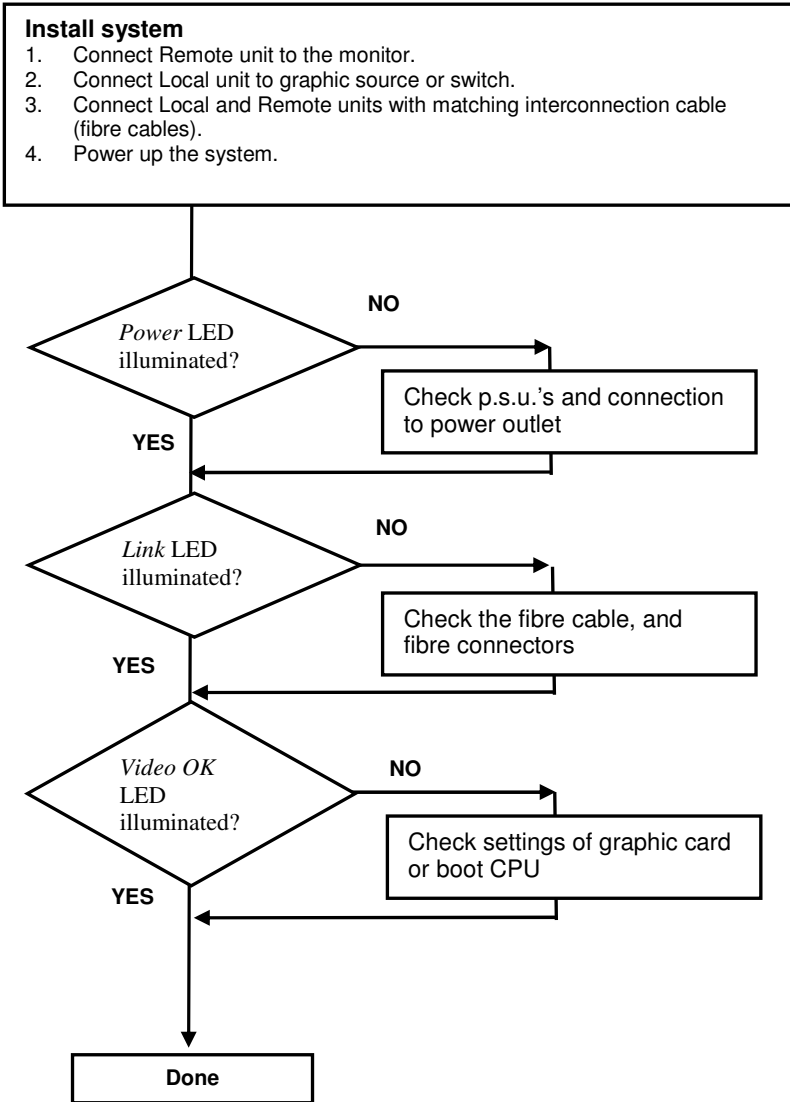 Install system
1. Connect Remote unit to the monitor.
2. Connect Local unit to graphic source or switch.
3. Connect Local and Remote units with matching interconnection cable
(fibre cables).
4. Power up the system.
NO
Power LED
illuminated?
Check p.s.u.'s and connection
to power outlet
YES
NO
Link LED
illuminated?
Check the fibre cable, and
fibre connectors
YES
NO
Video OK
LED
illuminated?
Check settings of graphic card
or boot CPU
YES
Done